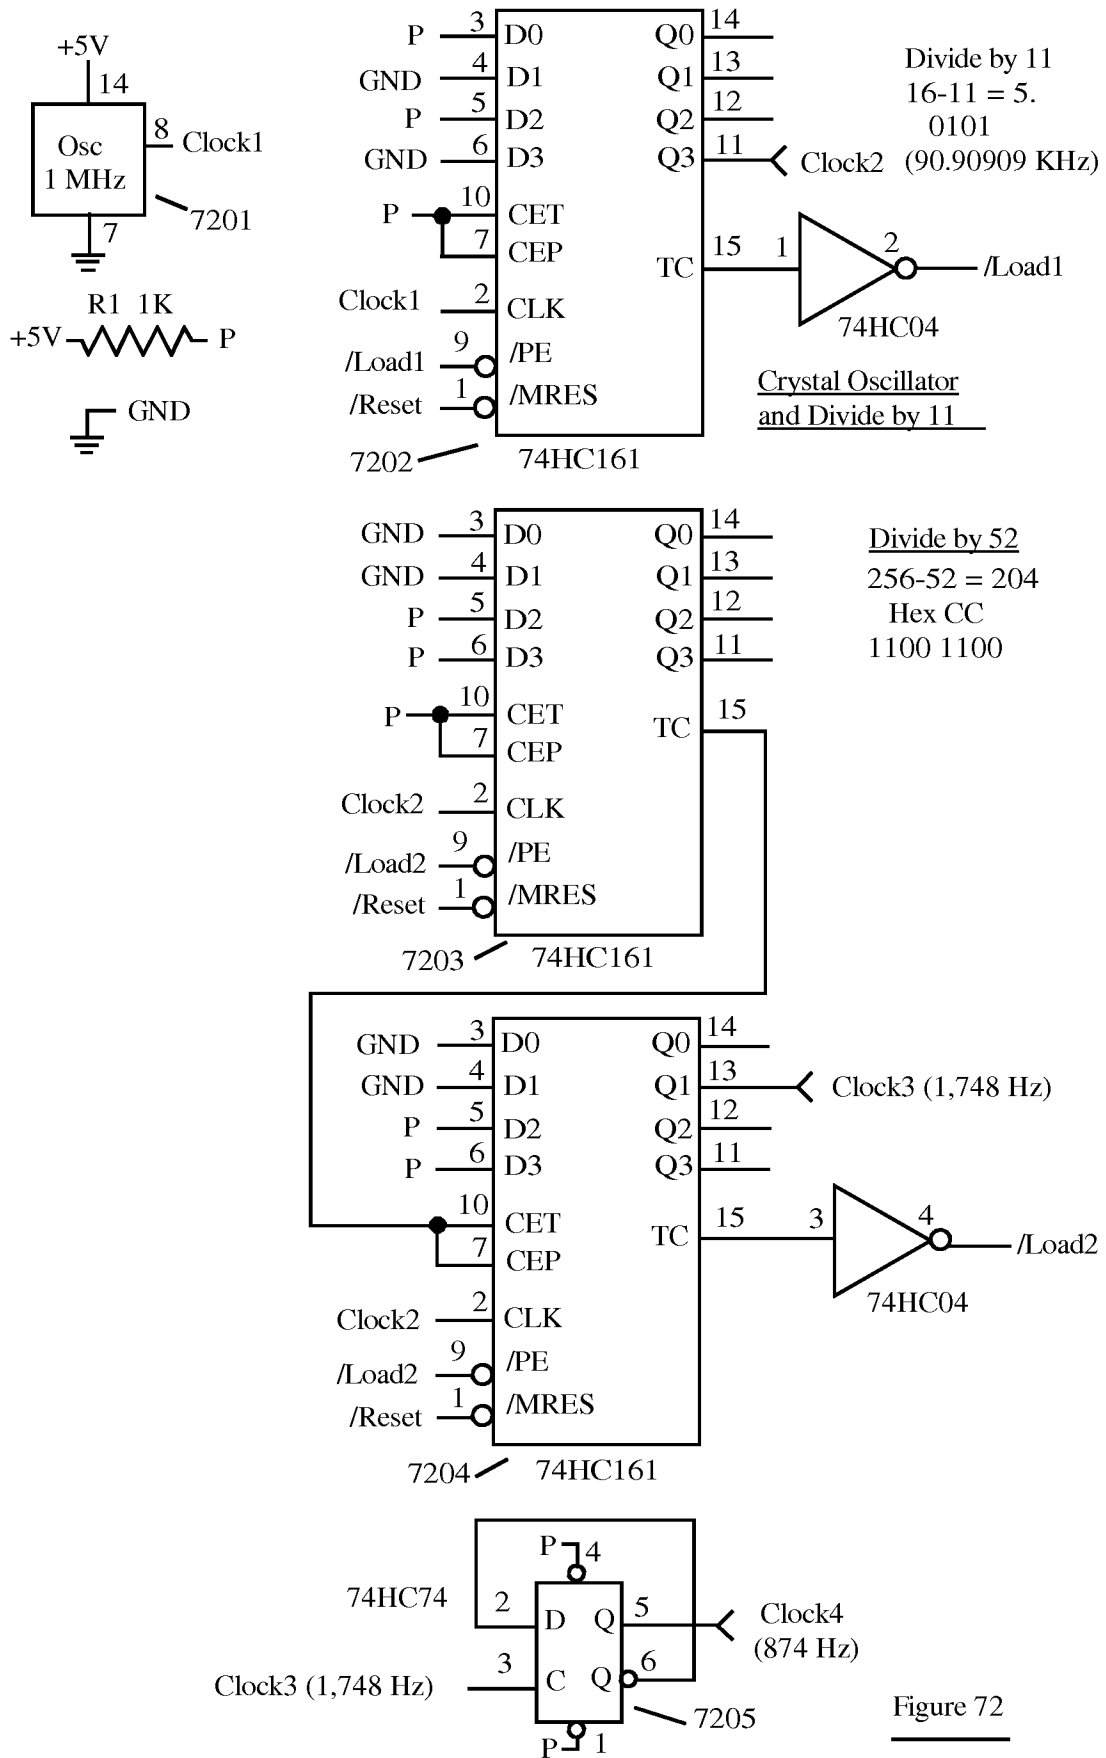 +5V
14
Osc
1 MHz
8
Clock1
7
7201
R1 1K
+5V
P
GND
P 3 D0 Q0 14
GND 4 D1 Q1 13
P 5 D2 Q2 12
GND 6 D3 Q3 11 Clock2
P 10 CET
7 CEP
TC 15 1 2 /Load1
74HC04
Clock1 2 CLK
/Load1 9 /PE
/Reset 1 /MRES
7202
74HC161
Divide by 11
16-11 = 5.
0101
(90.90909 KHz)
Crystal Oscillator
and Divide by 11
GND 3 D0 Q0 14
GND 4 D1 Q1 13
P 5 D2 Q2 12
P 6 D3 Q3 11
P 10 CET
7 CEP
TC 15
Clock2 2 CLK
/Load2 9 /PE
/Reset 1 /MRES
7203
74HC161
Divide by 52
256-52 = 204
Hex CC
1100 1100
GND 3 D0 Q0 14
GND 4 D1 Q1 13 Clock3 (1,748 Hz)
P 5 D2 Q2 12
P 6 D3 Q3 11
10 CET
7 CEP
TC 15 3 4 /Load2
74HC04
Clock2 2 CLK
/Load2 9 /PE
/Reset 1 /MRES
7204
74HC161
P 4
74HC74
2 D Q 5 Clock4
(874 Hz)
Clock3 (1,748 Hz) 3 C Q 6
7205
P 1
Figure 72